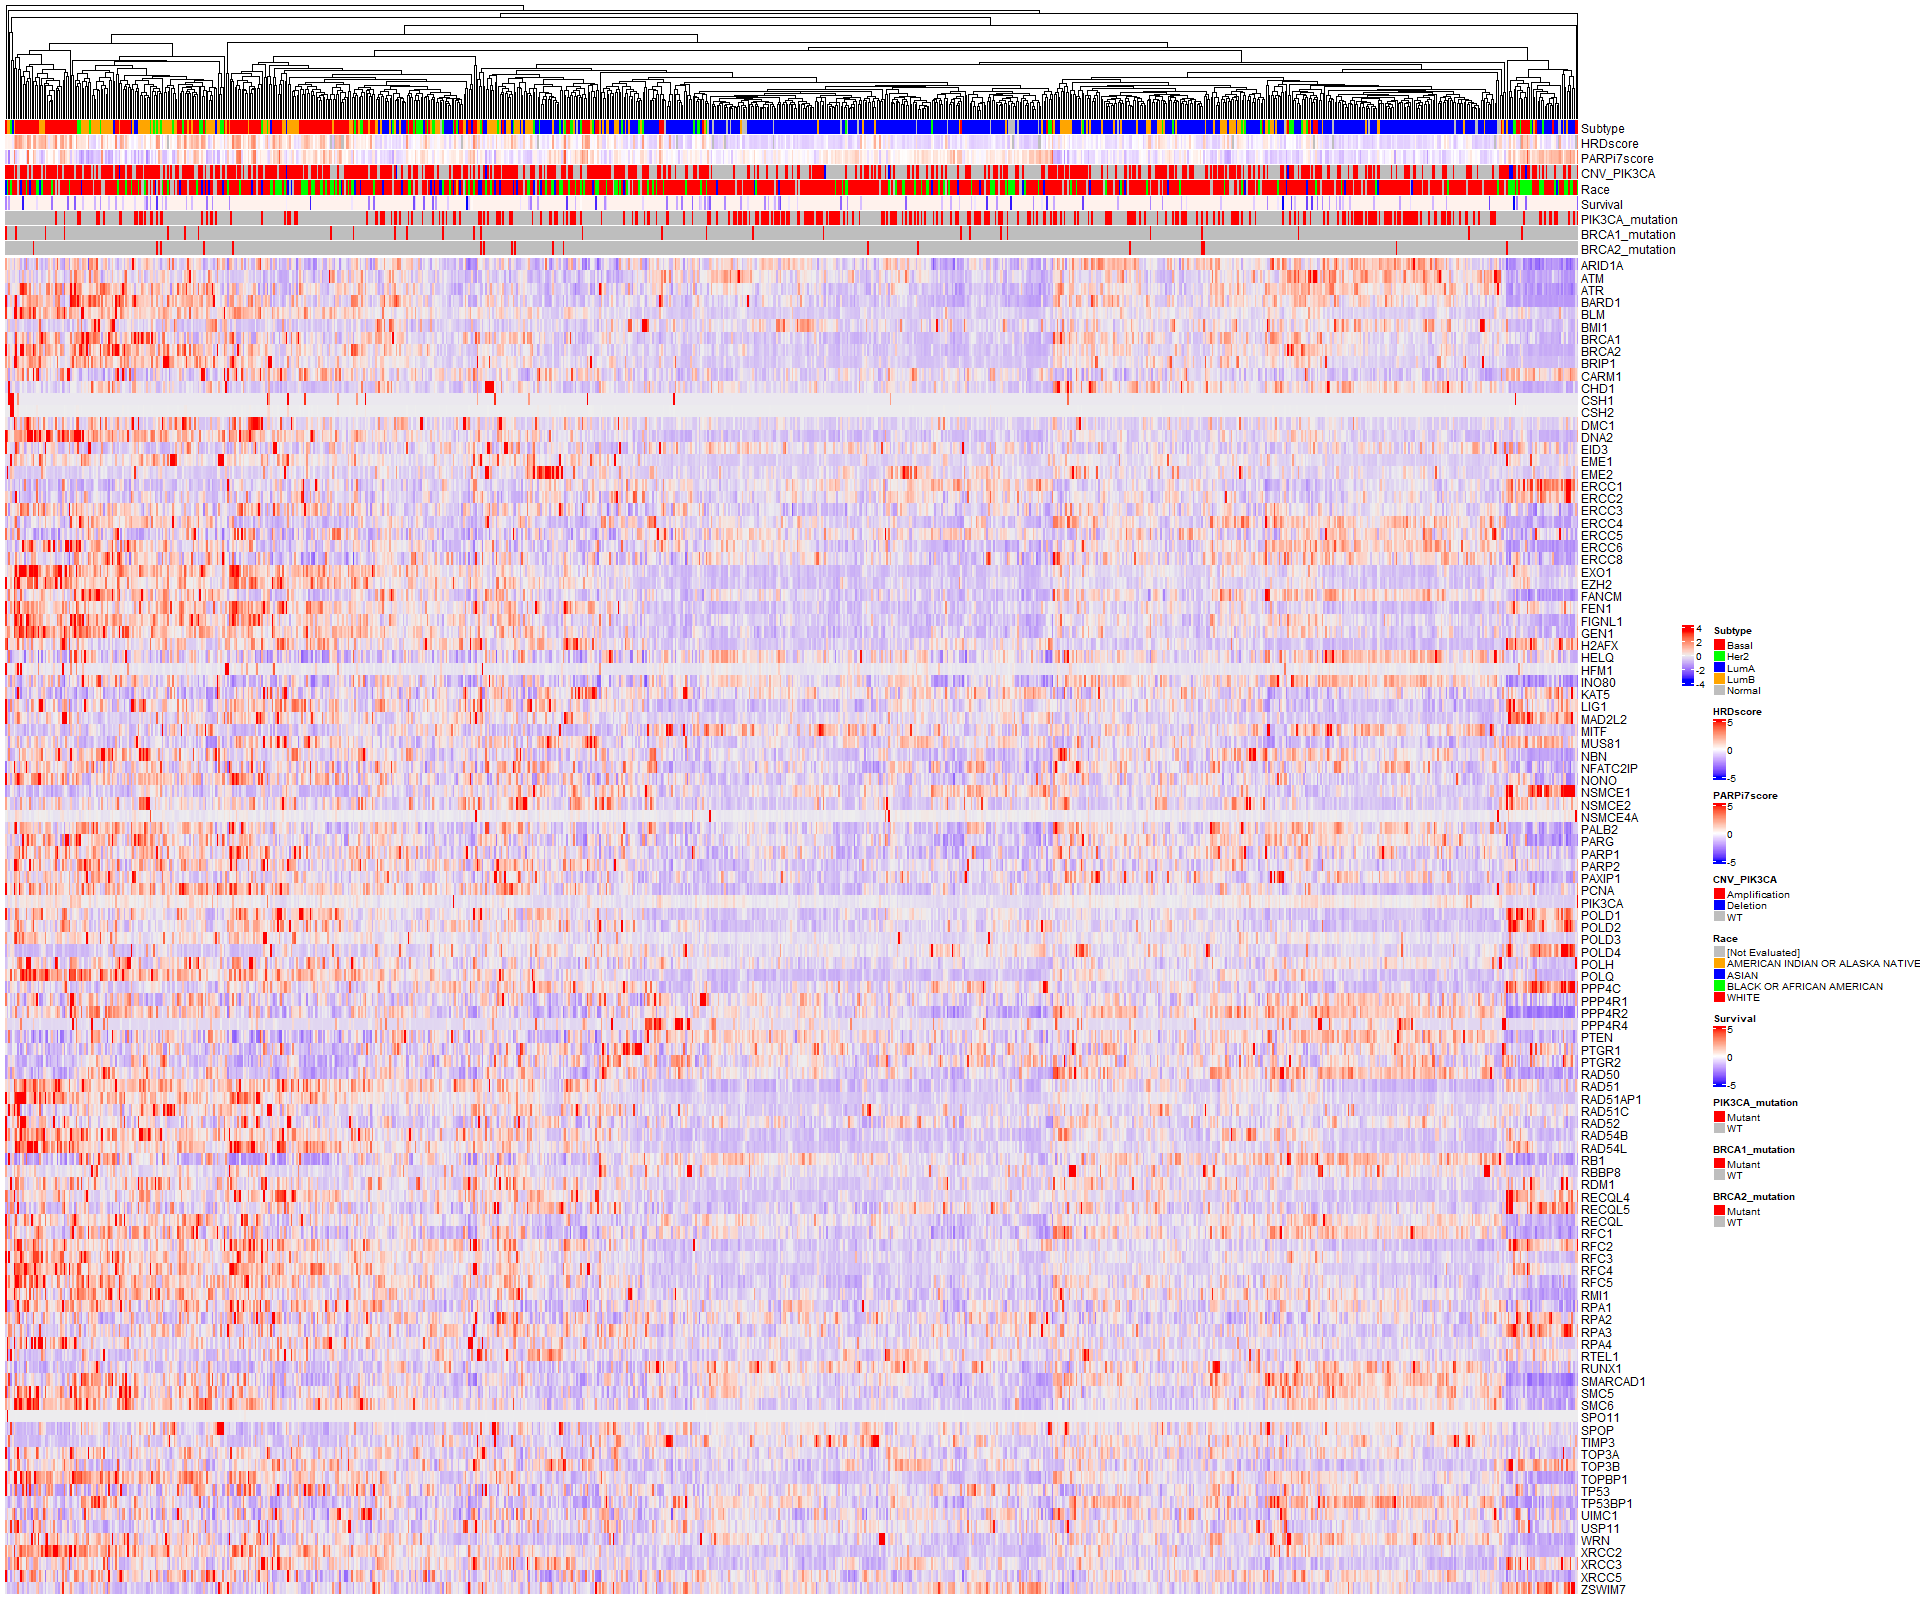 Subtype
HRDscore
PARPi7score
CNV_PIK3CA
Race
Survival
PIK3CA_mutation
BRCA1_mutation
BRCA2_mutation
ARID1A
ATM
ATR
BARD1
BLM
BMI1
BRCA1
BRCA2
BRIP1
CARM1
CHD1
CSH1
CSH2
DMC1
DNA2
EID3
EME1
EME2
ERCC1
ERCC2
ERCC3
ERCC4
ERCC5
ERCC6
ERCC8
EXO1
EZH2
FANCM
FEN1
FIGNL1
GEN1
H2AFX
HELQ
HFM1
INO80
KAT5
LIG1
MAD2L2
MITF
MUS81
NBN
NFATC2IP
NONO
NSMCE1
NSMCE2
NSMCE4A
PALB2
PARG
PARP1
PARP2
PAXIP1
PCNA
PIK3CA
POLD1
POLD2
POLD3
POLD4
POLH
POLQ
PPP4C
PPP4R1
PPP4R2
PPP4R4
PTEN
PTGR1
PTGR2
RAD50
RAD51
RAD51AP1
RAD51C
RAD52
RAD54B
RAD54L
RB1
RBBP8
RDM1
RECQL4
RECQL5
RECQL
RFC1
RFC2
RFC3
RFC4
RFC5
RMI1
RPA1
RPA2
RPA3
RPA4
RTEL1
RUNX1
SMARCAD1
SMC5
SMC6
SPO11
SPOP
TIMP3
TOP3A
TOP3B
TOPBP1
TP53
TP53BP1
UIMC1
USP11
WRN
XRCC2
XRCC3
XRCC5
ZSWIM7
4
2
0
-2
-4
Subtype
Basal
Her2
LumA
LumB
Normal
HRDscore
5
0
-5
PARPi7score
5
0
-5
CNV_PIK3CA
Amplification
Deletion
WT
Race
[Not Evaluated]
AMERICAN INDIAN OR ALASKA NATIVE
ASIAN
BLACK OR AFRICAN AMERICAN
WHITE
Survival
5
0
-5
PIK3CA_mutation
Mutant
WT
BRCA1_mutation
Mutant
WT
BRCA2_mutation
Mutant
WT